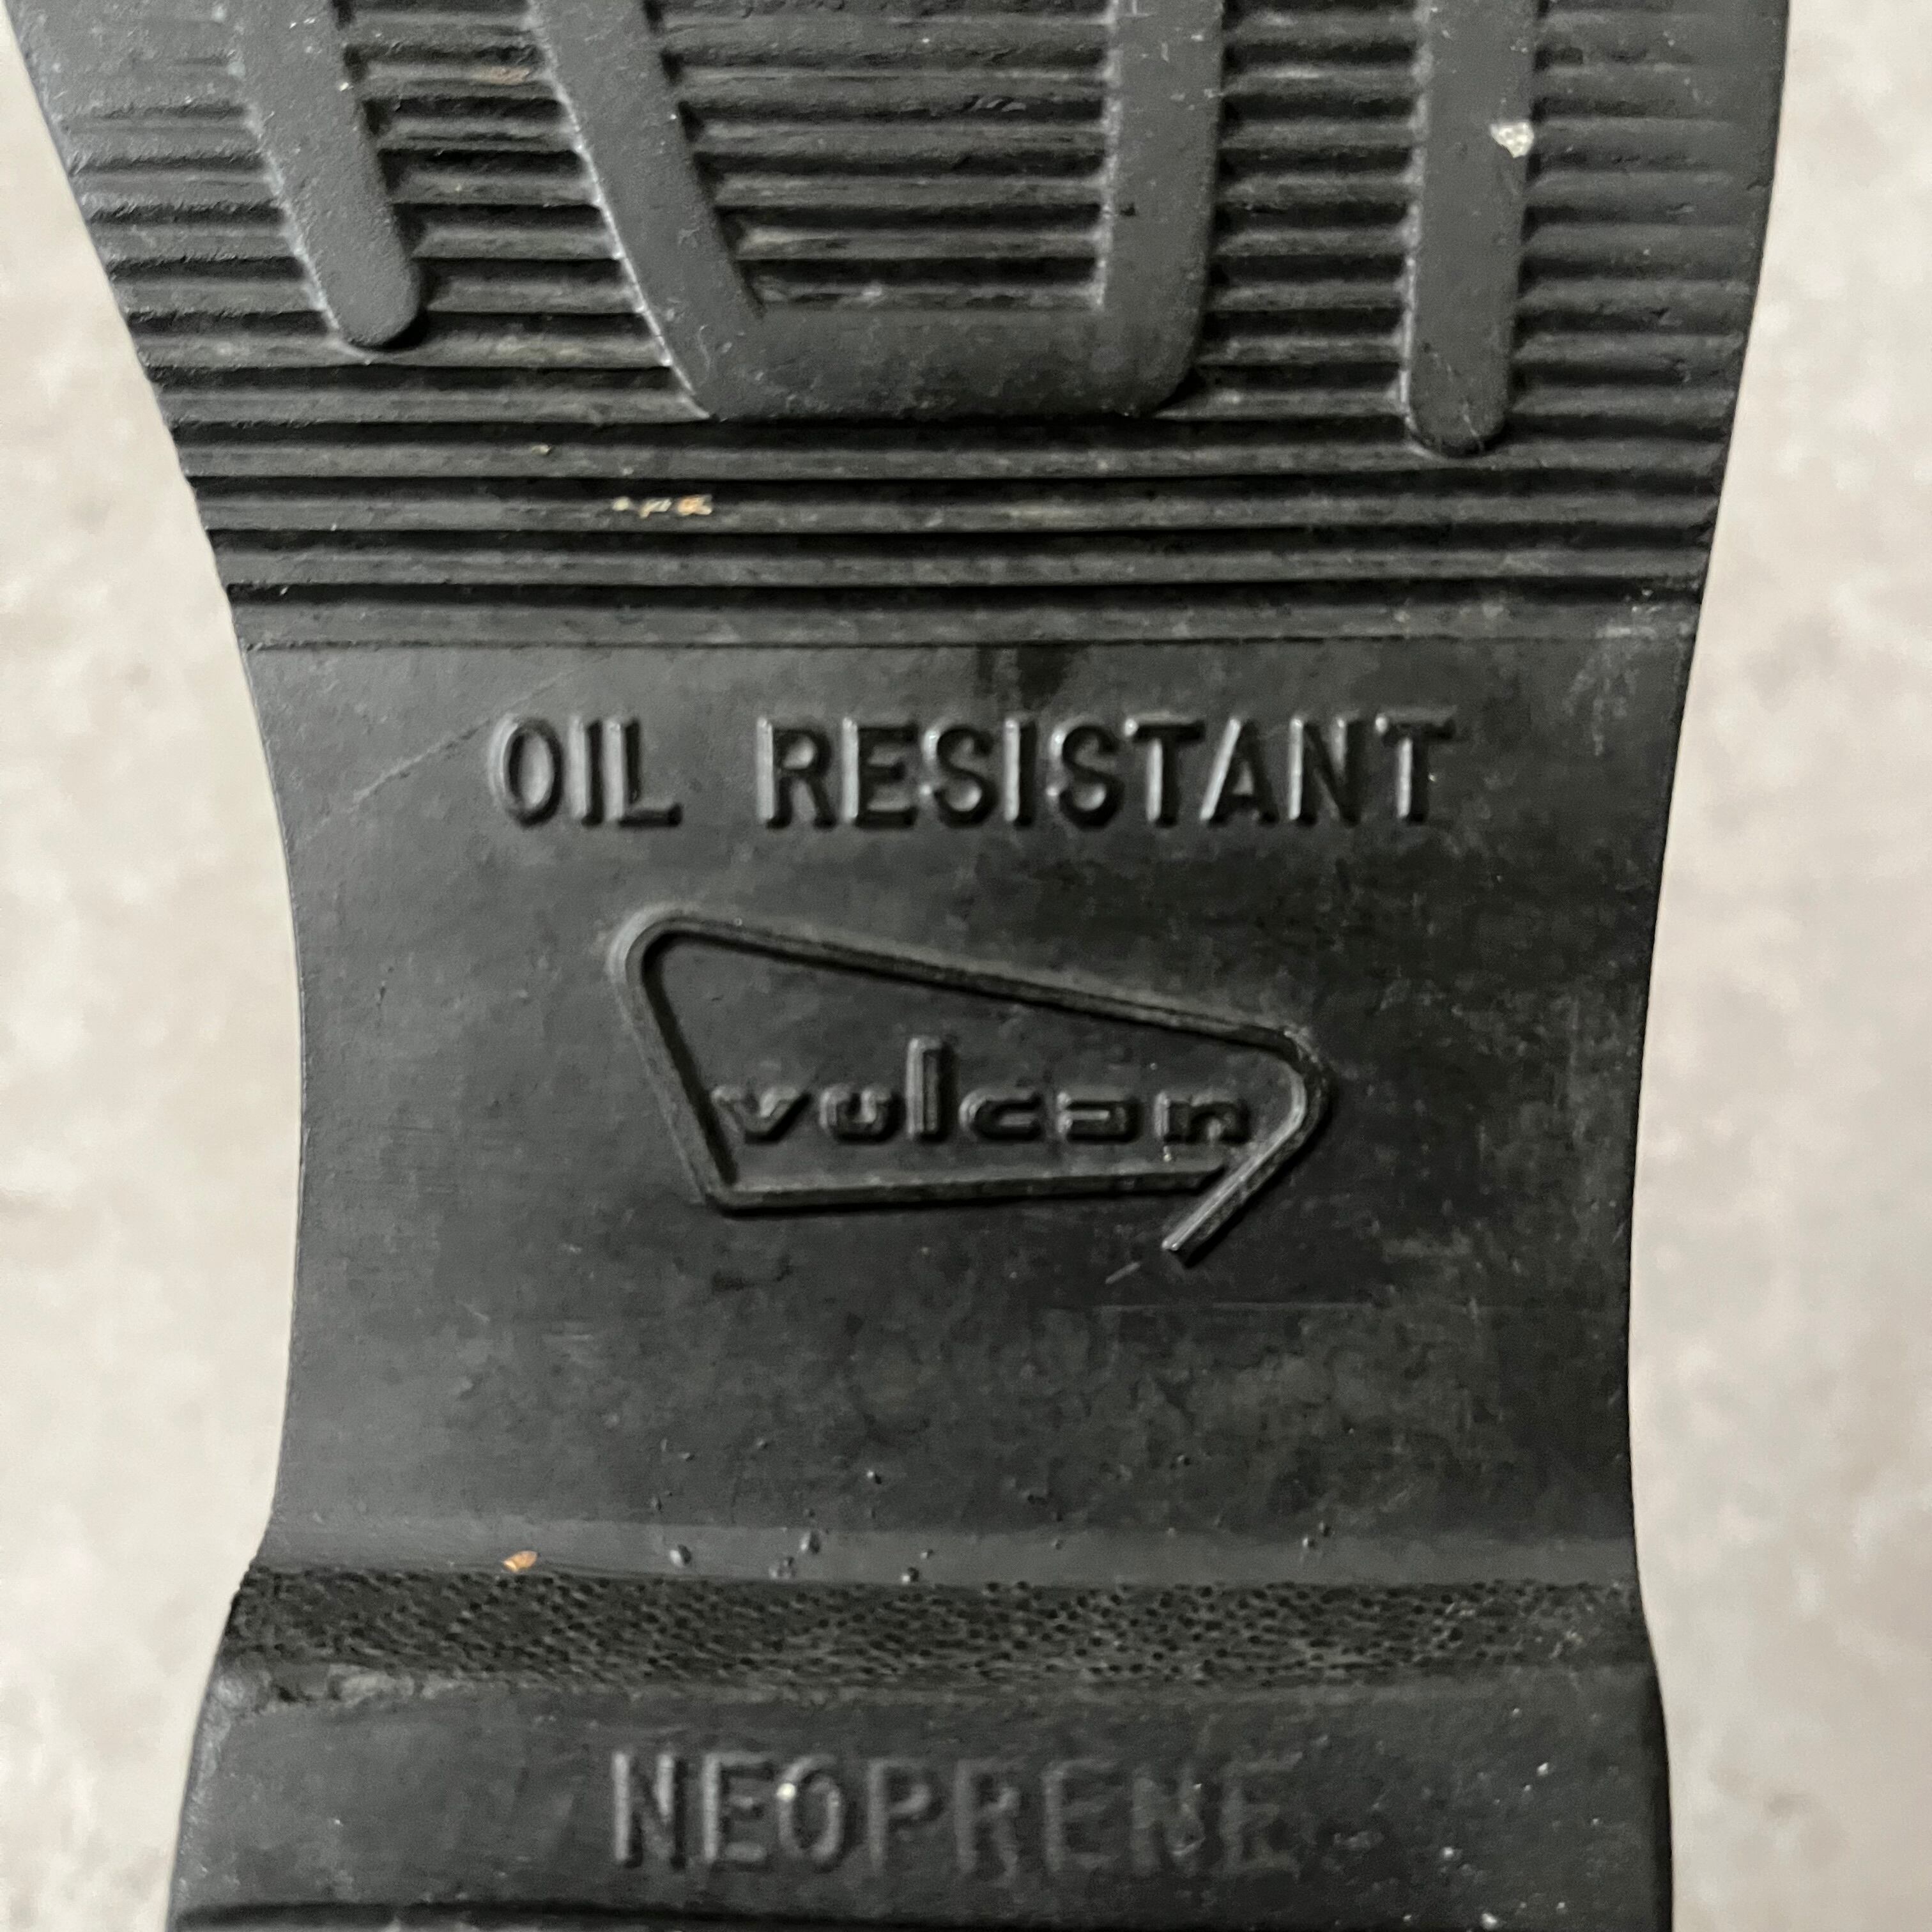 OIL RESISTANT
vulcan
NEOPRENE